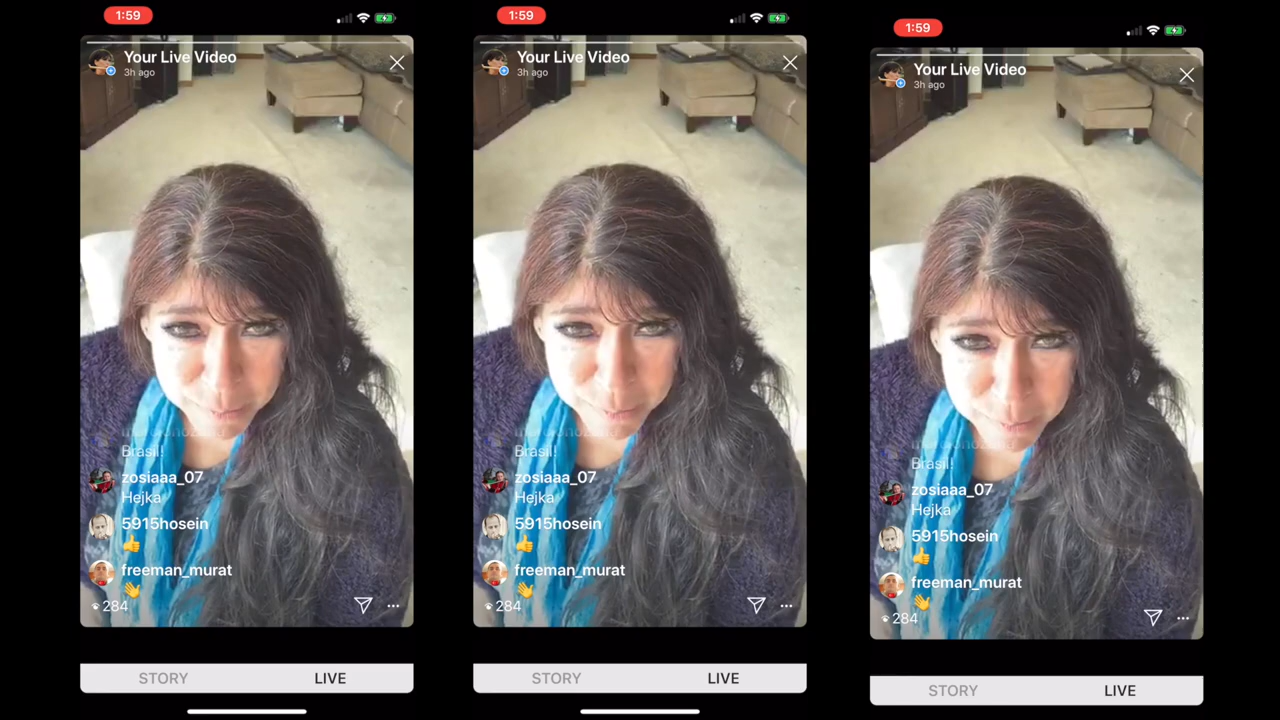 1:59
Your Live Video
3h ago
Brasil!
zosiaaa_07
Hejka
5915hosein
👍
freeman_murat
👋
284
STORY
LIVE
1:59
Your Live Video
3h ago
Brasil!
zosiaaa_07
Hejka
5915hosein
👍
freeman_murat
👋
284
STORY
LIVE
1:59
Your Live Video
3h ago
Brasil!
zosiaaa_07
Hejka
5915hosein
👍
freeman_murat
👋
284
STORY
LIVE